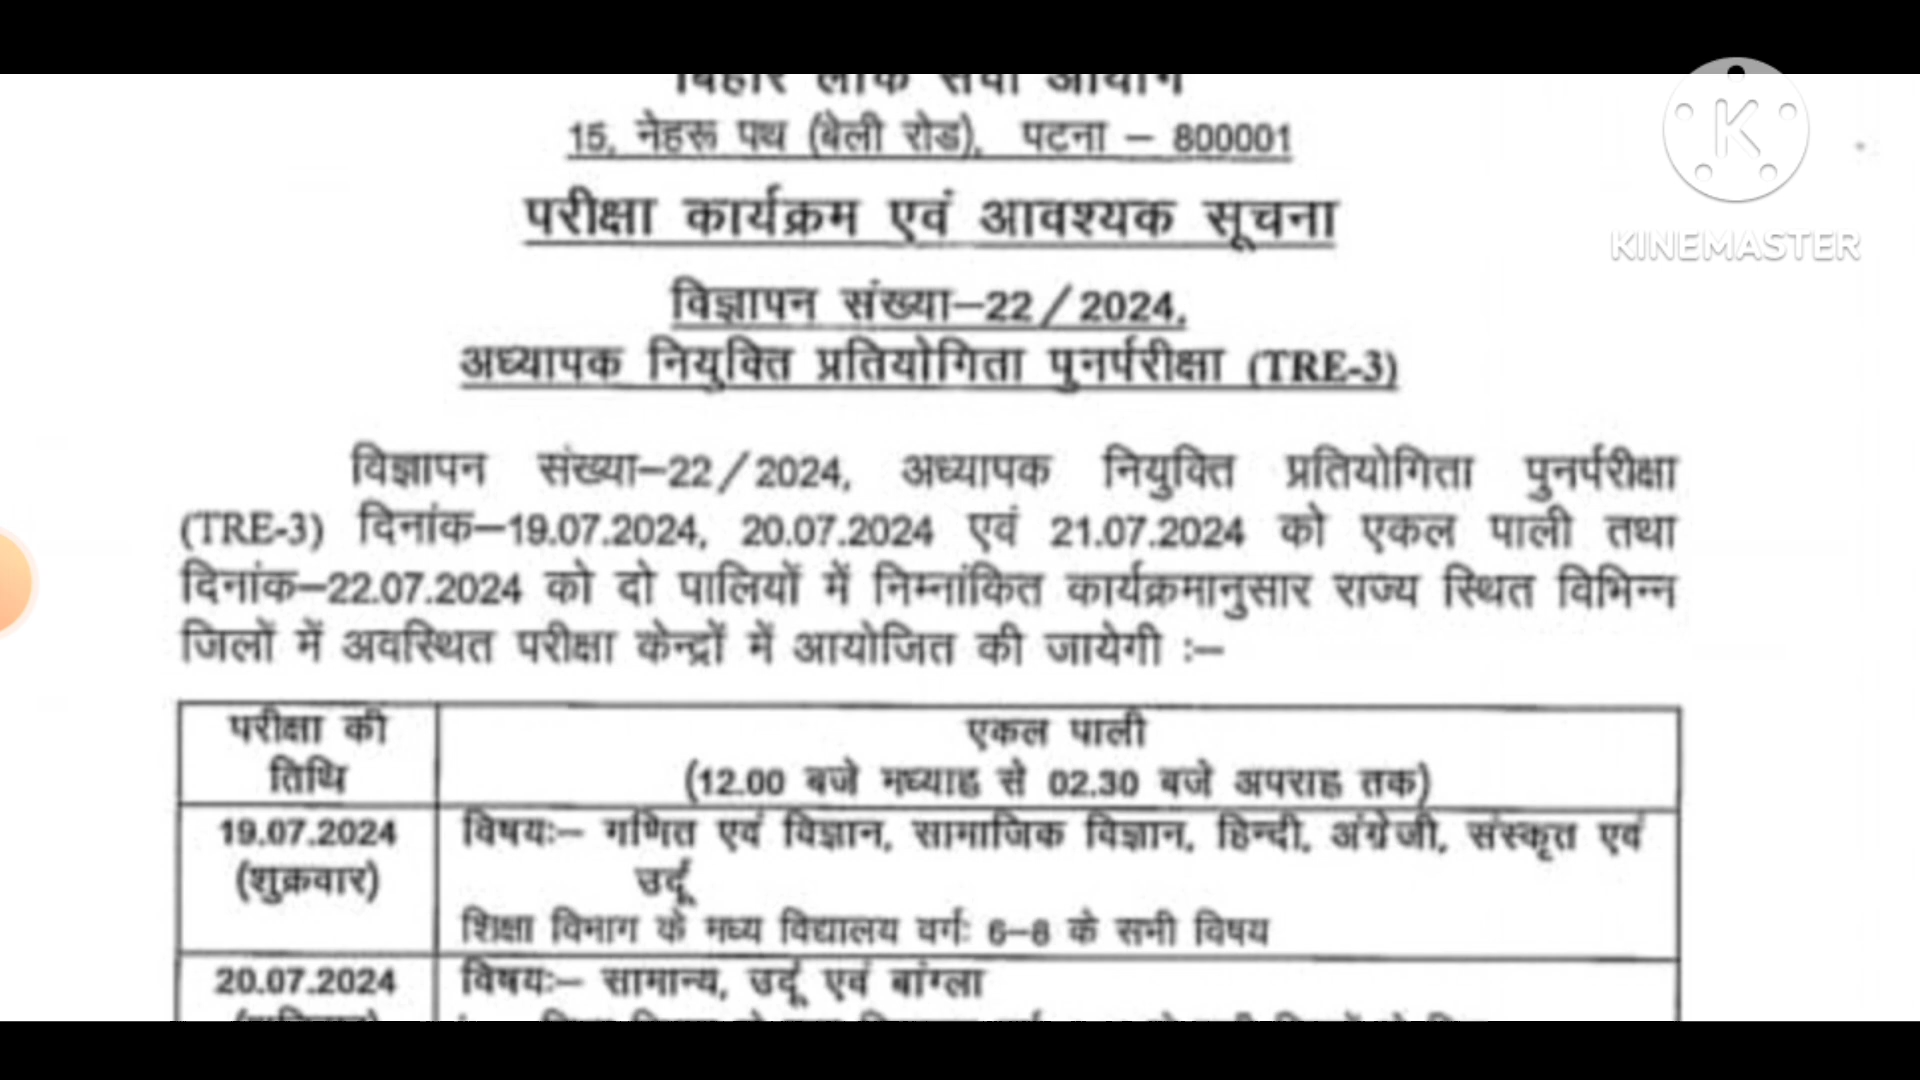 बिहार लोक सेवा आयोग
15, नेहरू पथ (बेली रोड), पटना – 800001
KINEMASTER
परीक्षा कार्यक्रम एवं आवश्यक सूचना
विज्ञापन संख्या–22/2024,
अध्यापक नियुक्ति प्रतियोगिता पुनर्परीक्षा (TRE-3)
विज्ञापन संख्या–22/2024, अध्यापक नियुक्ति प्रतियोगिता पुनर्परीक्षा
(TRE-3) दिनांक–19.07.2024, 20.07.2024 एवं 21.07.2024 को एकल पाली तथा
दिनांक–22.07.2024 को दो पालियों में निम्नांकित कार्यक्रमानुसार राज्य स्थित विभिन्न
जिलों में अवस्थित परीक्षा केन्द्रों में आयोजित की जायेगी :–
परीक्षा की
तिथि
एकल पाली
(12.00 बजे मध्याह्न से 02.30 बजे अपराह्न तक)
19.07.2024
(शुक्रवार)
विषयः– गणित एवं विज्ञान, सामाजिक विज्ञान, हिन्दी, अंग्रेजी, संस्कृत एवं
उर्दू
शिक्षा विभाग के मध्य विद्यालय वर्गः 6–8 के सभी विषय
20.07.2024
विषयः– सामान्य, उर्दू एवं बांग्ला